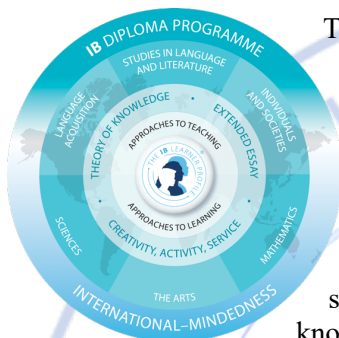 IB DIPLOMA PROGRAMME
STUDIES IN LANGUAGE
AND LITERATURE
LANGUAGE
ACQUISITION
INDIVIDUALS
AND SOCIETIES
THEORY OF KNOWLEDGE
EXTENDED ESSAY
APPROACHES TO TEACHING
THE IB LEARNER PROFILE
APPROACHES TO LEARNING
CREATIVITY, ACTIVITY, SERVICE
SCIENCES
MATHEMATICS
THE ARTS
INTERNATIONAL-MINDEDNESS
T
s
kno